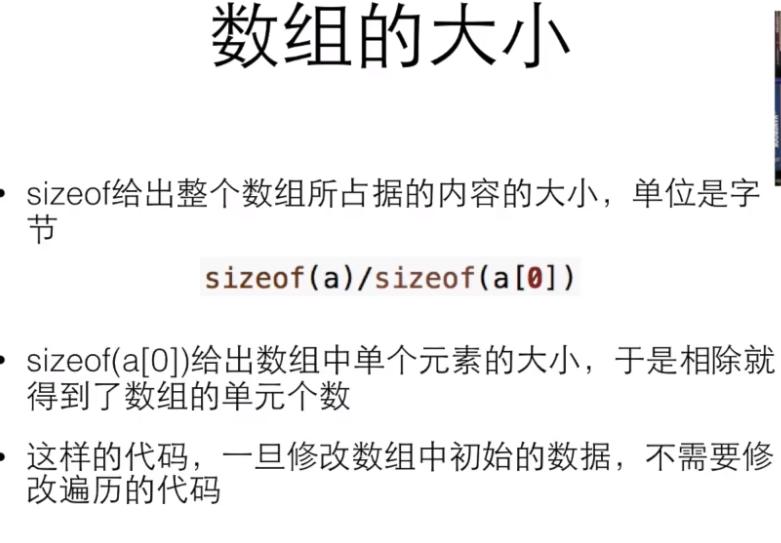 数组的大小
• sizeof给出整个数组所占据的内容的大小，单位是字
节
sizeof(a)/sizeof(a[0])
• sizeof(a[0])给出数组中单个元素的大小，于是相除就
得到了数组的单元个数
• 这样的代码，一旦修改数组中初始的数据，不需要修
改遍历的代码